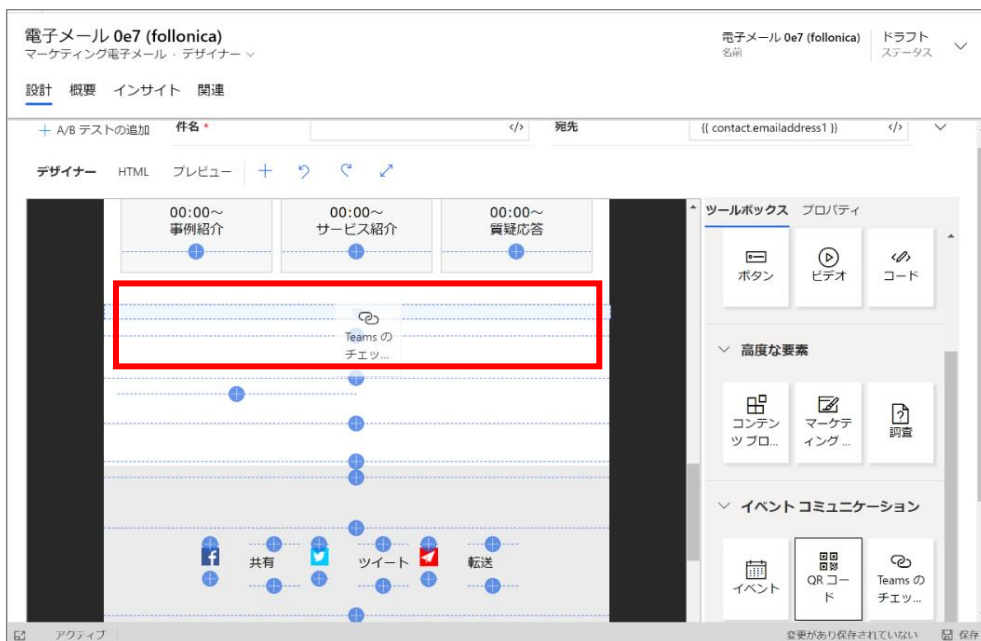 電子メール 0e7 (follonica)
マーケティング電子メール · デザイナー
電子メール 0e7 (follonica)
名前
ドラフト
ステータス
設計 概要 インサイト 関連
+ A/B テストの追加
件名 *
</>
宛先
{{ contact.emailaddress1 }}
</>
デザイナー HTML プレビュー
00:00～
事例紹介
00:00～
サービス紹介
00:00～
質疑応答
Teams の
チェッ...
共有
ツイート
転送
ツールボックス プロパティ
ボタン
ビデオ
コード
高度な要素
コンテン
ツ ブロ...
マーケテ
ィング ...
調査
イベント コミュニケーション
イベント
QR コー
ド
Teams の
チェッ...
アクティブ
変更があり保存されていない
保存